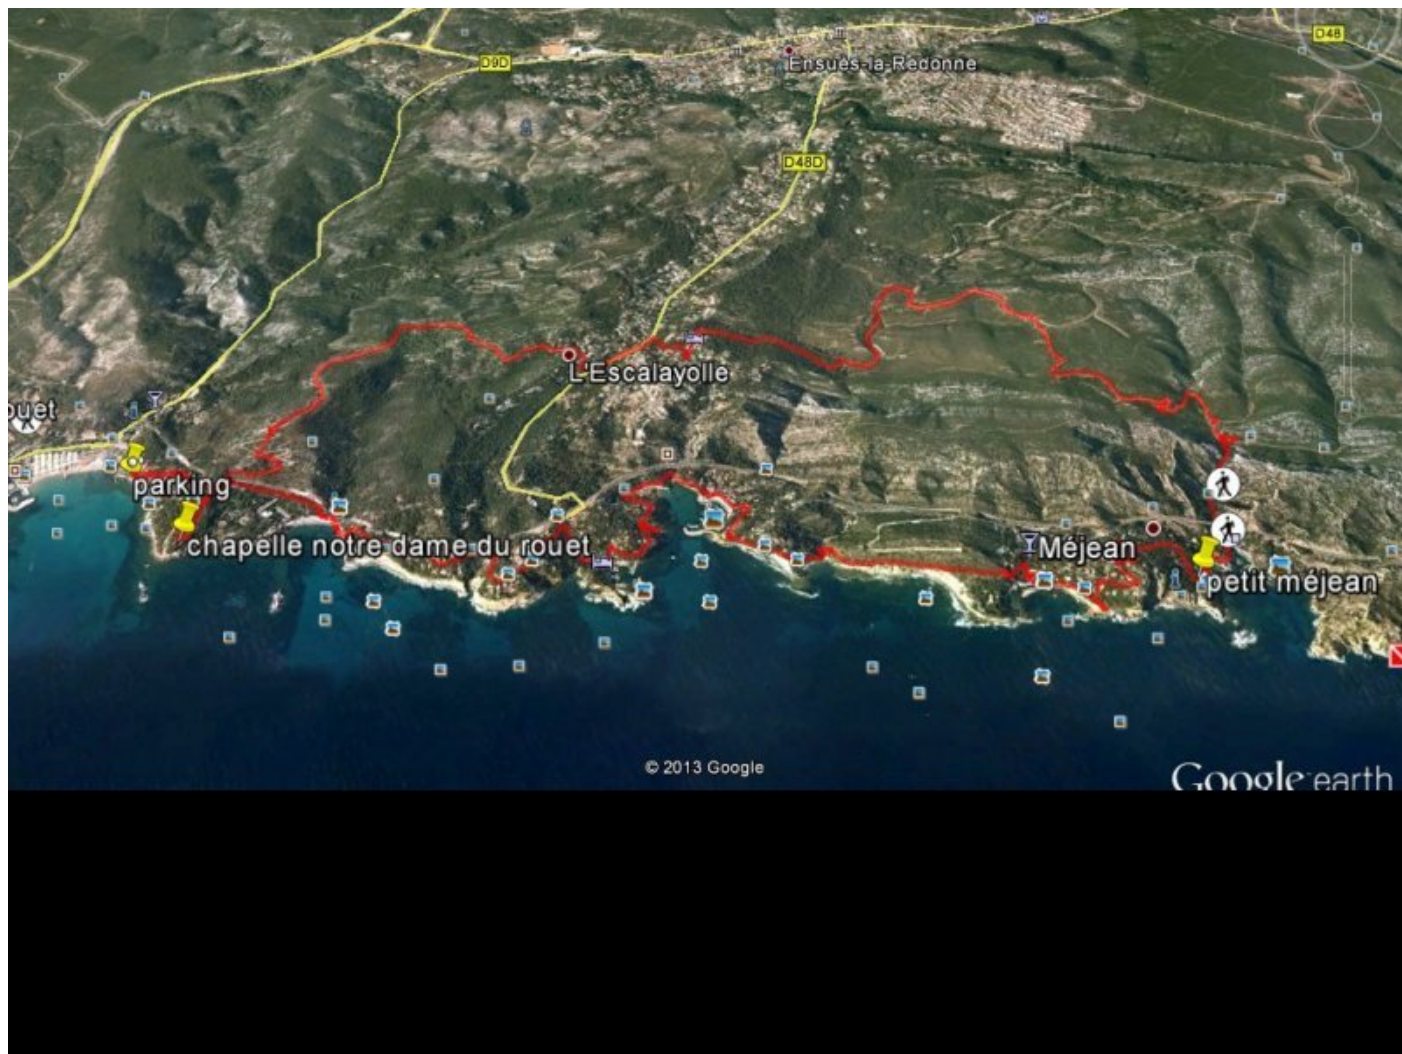 D48
D9D
Ensuès-la-Redonne
D48D
L'Escalayolle
ouet
parking
chapelle notre dame du rouet
Méjean
petit méjean
© 2013 Google
Google earth